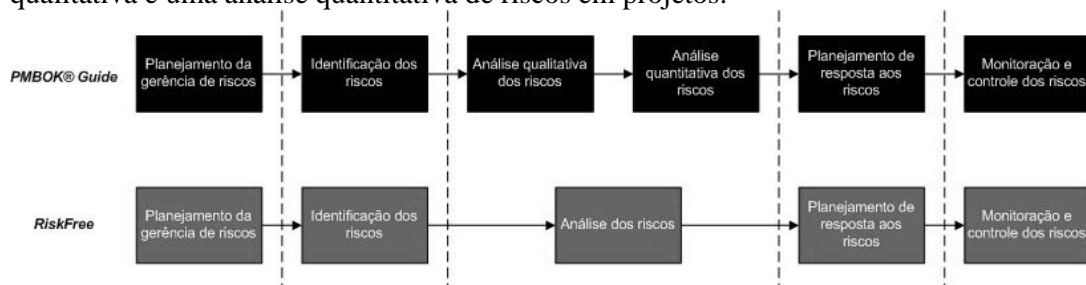 qualitativa e uma análise quantitativa de riscos em projetos.
PMBOK® Guide
Planejamento da
gerência de riscos
Identificação dos
riscos
Análise qualitativa
dos riscos
Análise
quantitativa dos
riscos
Planejamento de
resposta aos
riscos
Monitoração e
controle dos riscos
RiskFree
Planejamento da
gerência de riscos
Identificação dos
riscos
Análise dos riscos
Planejamento de
resposta aos
riscos
Monitoração e
controle dos riscos